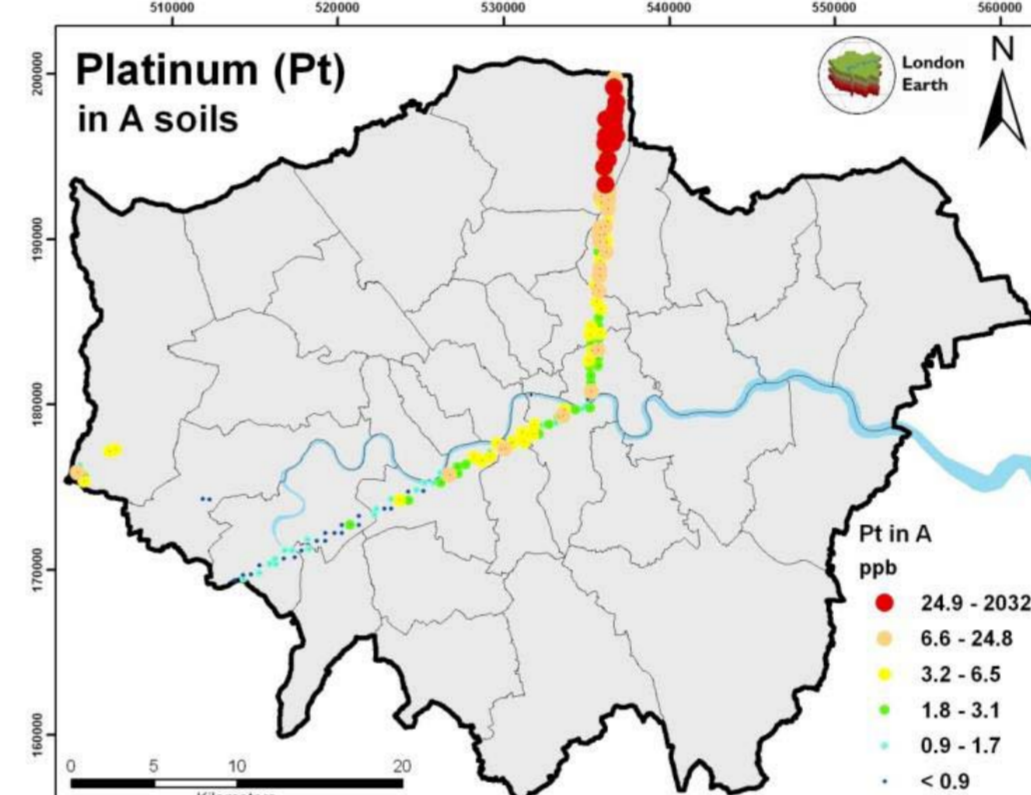 510000 520000 530000 540000 550000 560000
Platinum (Pt)
in A soils
London
Earth
N
200000
190000
180000
170000
160000
Pt in A
ppb
24.9 - 2032
6.6 - 24.8
3.2 - 6.5
1.8 - 3.1
0.9 - 1.7
< 0.9
0 5 10 20